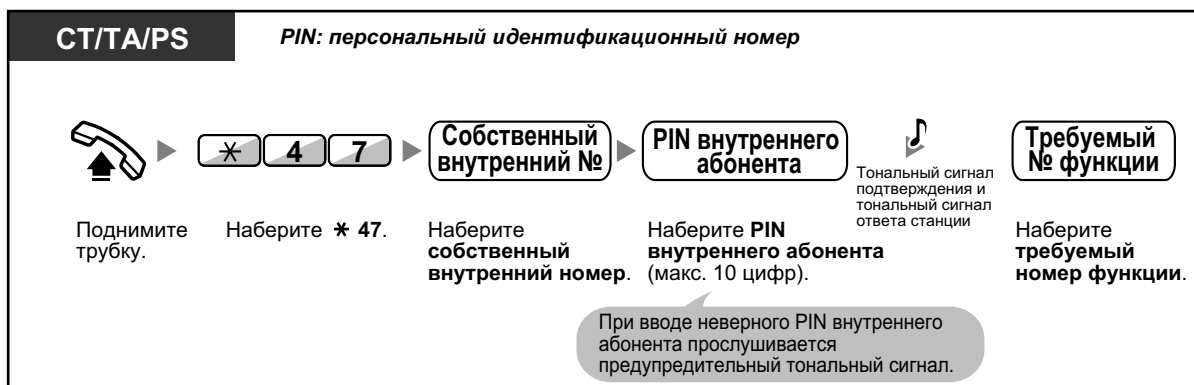 CT/TA/PS
PIN: персональный идентификационный номер
✳ 4 7
Собственный
внутренний №
PIN внутреннего
абонента
Тональный сигнал
подтверждения и
тональный сигнал
ответа станции
Требуемый
№ функции
Поднимите
трубку.
Наберите ✳ 47.
Наберите
собственный
внутренний номер.
Наберите PIN
внутреннего абонента
(макс. 10 цифр).
Наберите
требуемый
номер функции.
При вводе неверного PIN внутреннего
абонента прослушивается
предупредительный тональный сигнал.